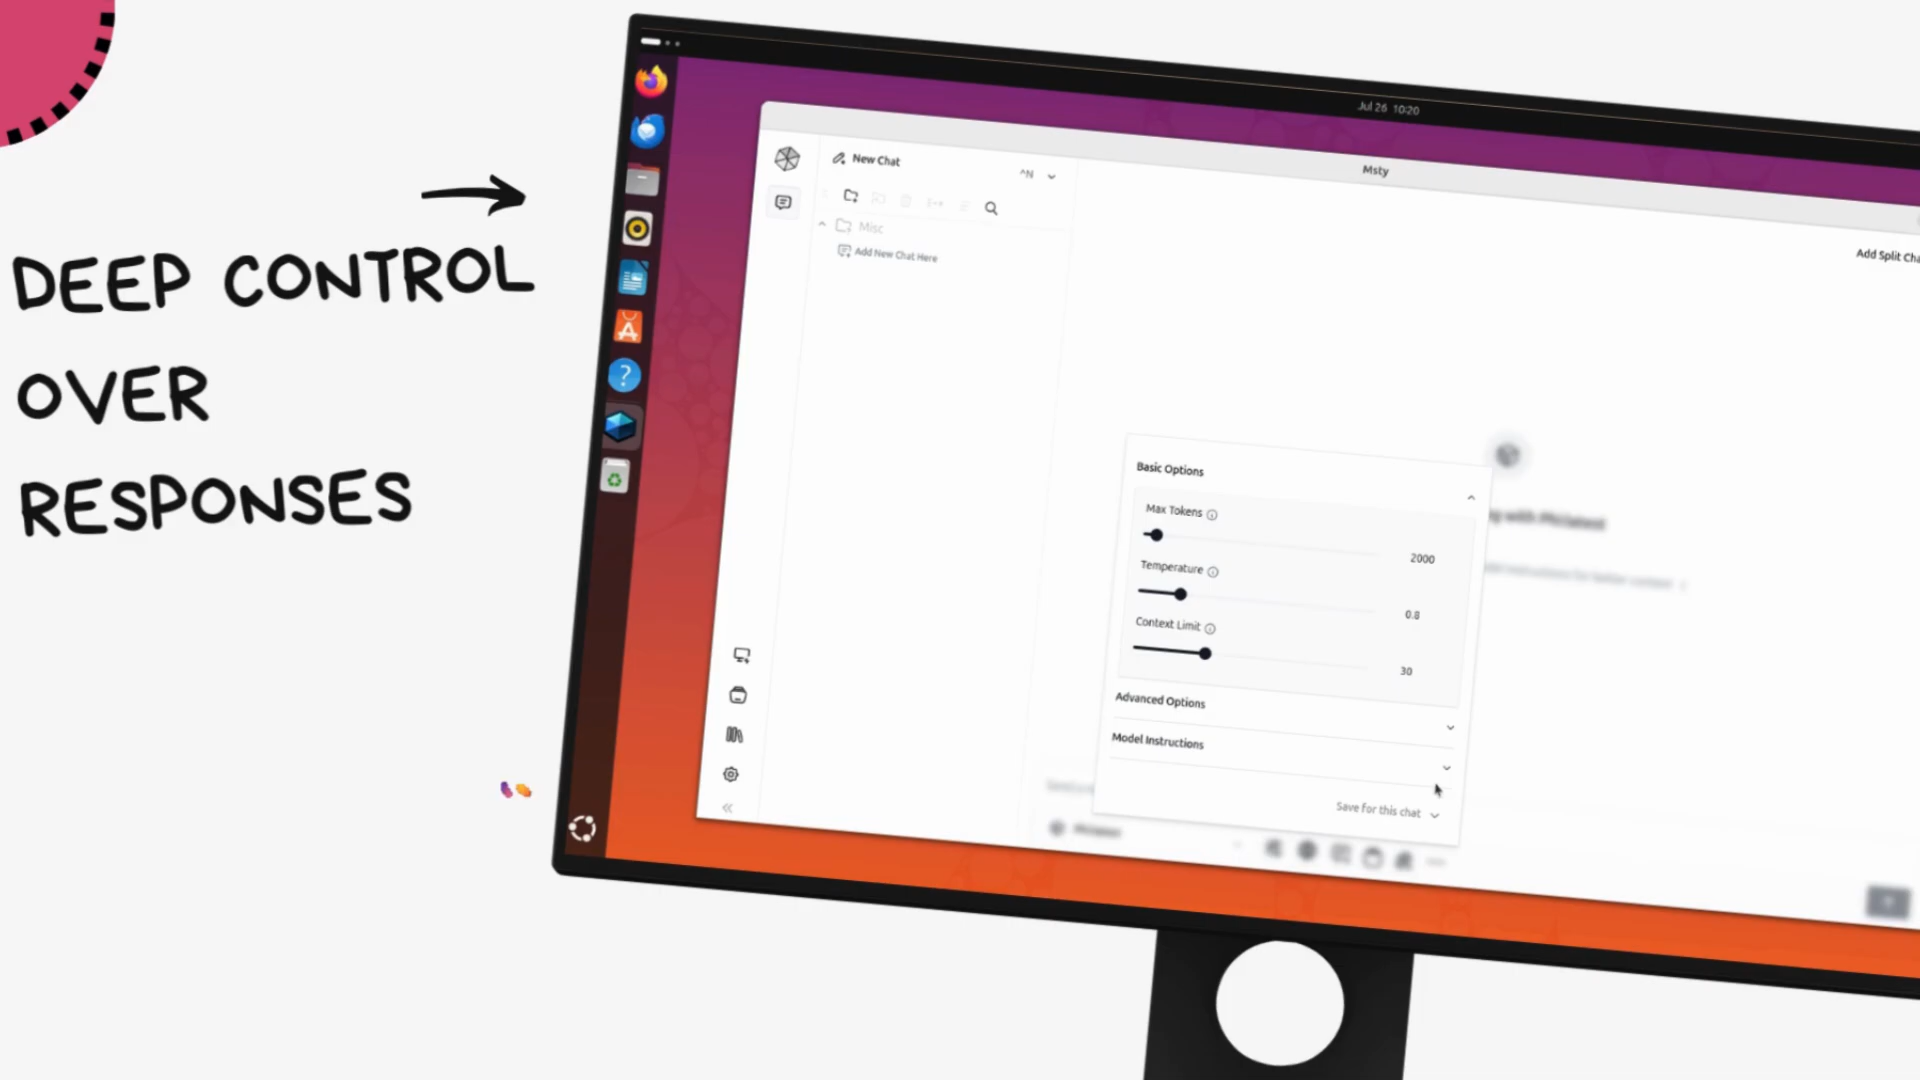 DEEP CONTROL
OVER
RESPONSES
Jul 26 10:20
Msty
New Chat
^N
Misc
Add New Chat Here
Add Split Cha
Basic Options
Max Tokens
2000
Temperature
0.8
Context Limit
30
Advanced Options
Model Instructions
Save for this chat